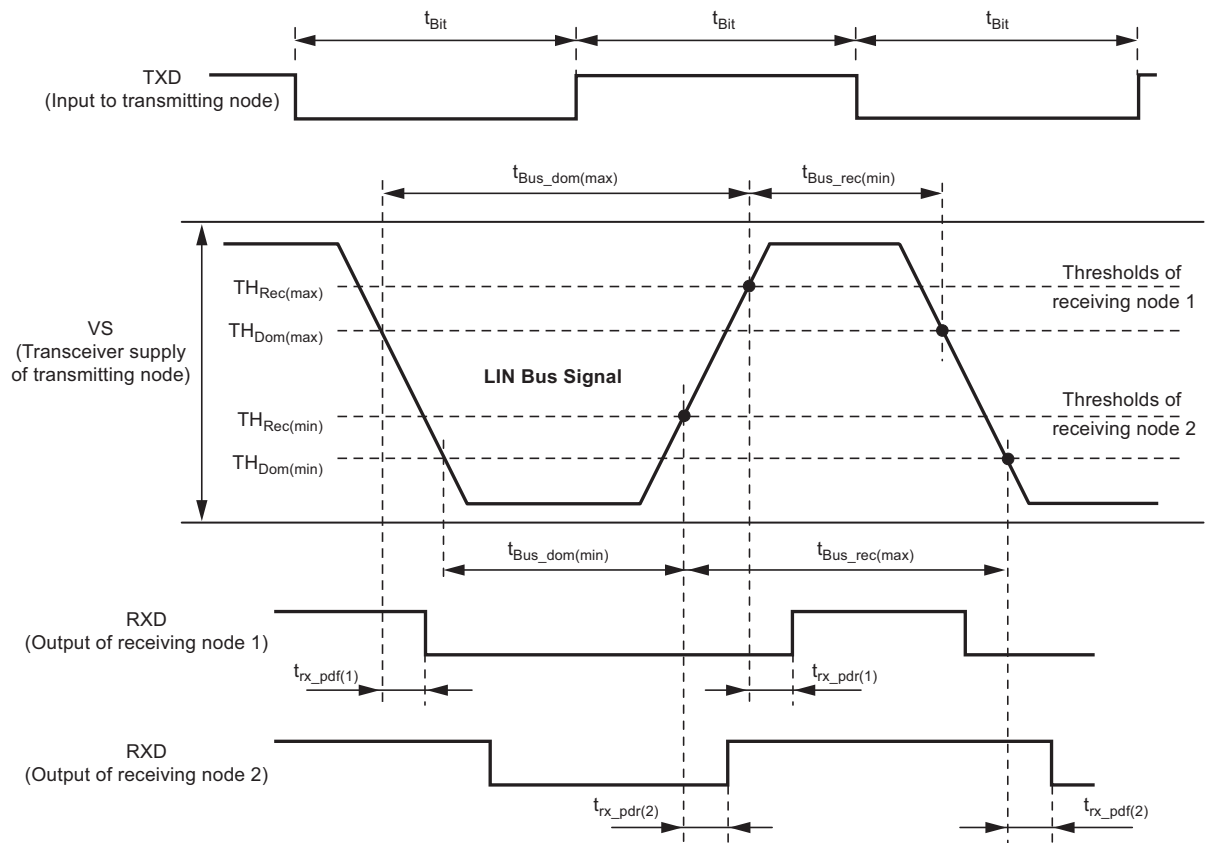 tBit tBit tBit
TXD
(Input to transmitting node)
tBus_dom(max) tBus_rec(min)
THRec(max)
Thresholds of
receiving node 1
THDom(max)
VS
(Transceiver supply
of transmitting node)
LIN Bus Signal
THRec(min)
Thresholds of
receiving node 2
THDom(min)
tBus_dom(min) tBus_rec(max)
RXD
(Output of receiving node 1)
trx_pdf(1) trx_pdr(1)
RXD
(Output of receiving node 2)
trx_pdr(2) trx_pdf(2)